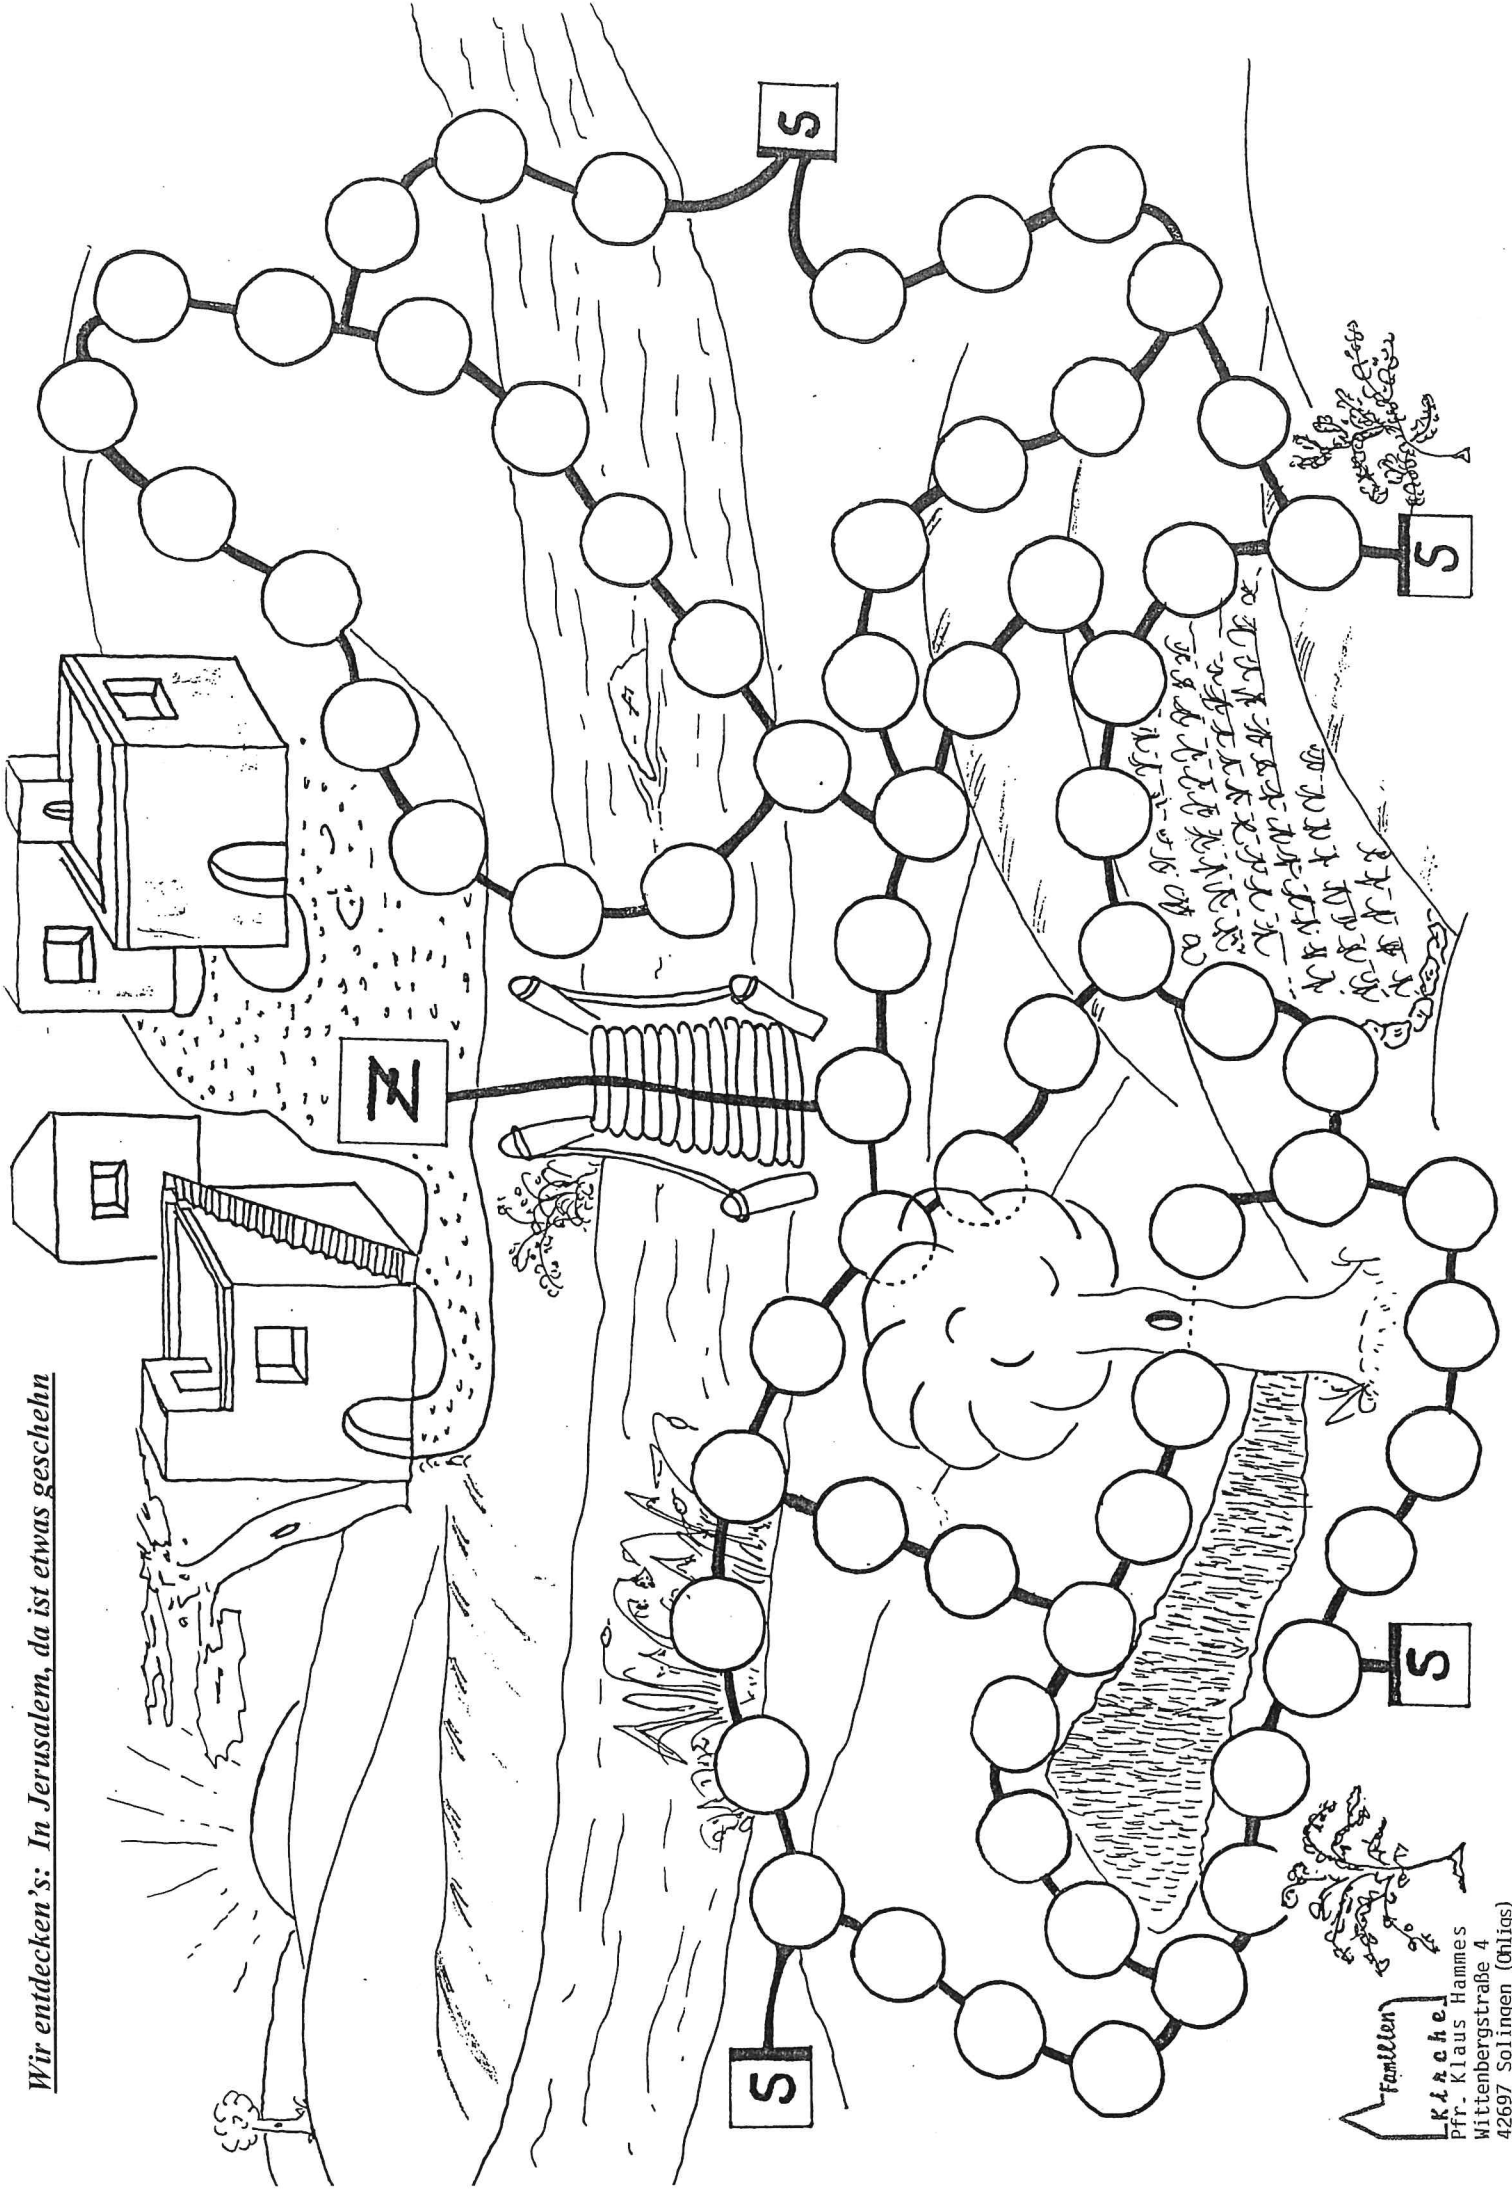 Wir entdecken's: In Jerusalem, da ist etwas geschehn
Z
S
S
S
S
Familien
Kirche
Pfr. Klaus Hammes
Wittenbergstraße 4
42697 Solingen (Ohligs)